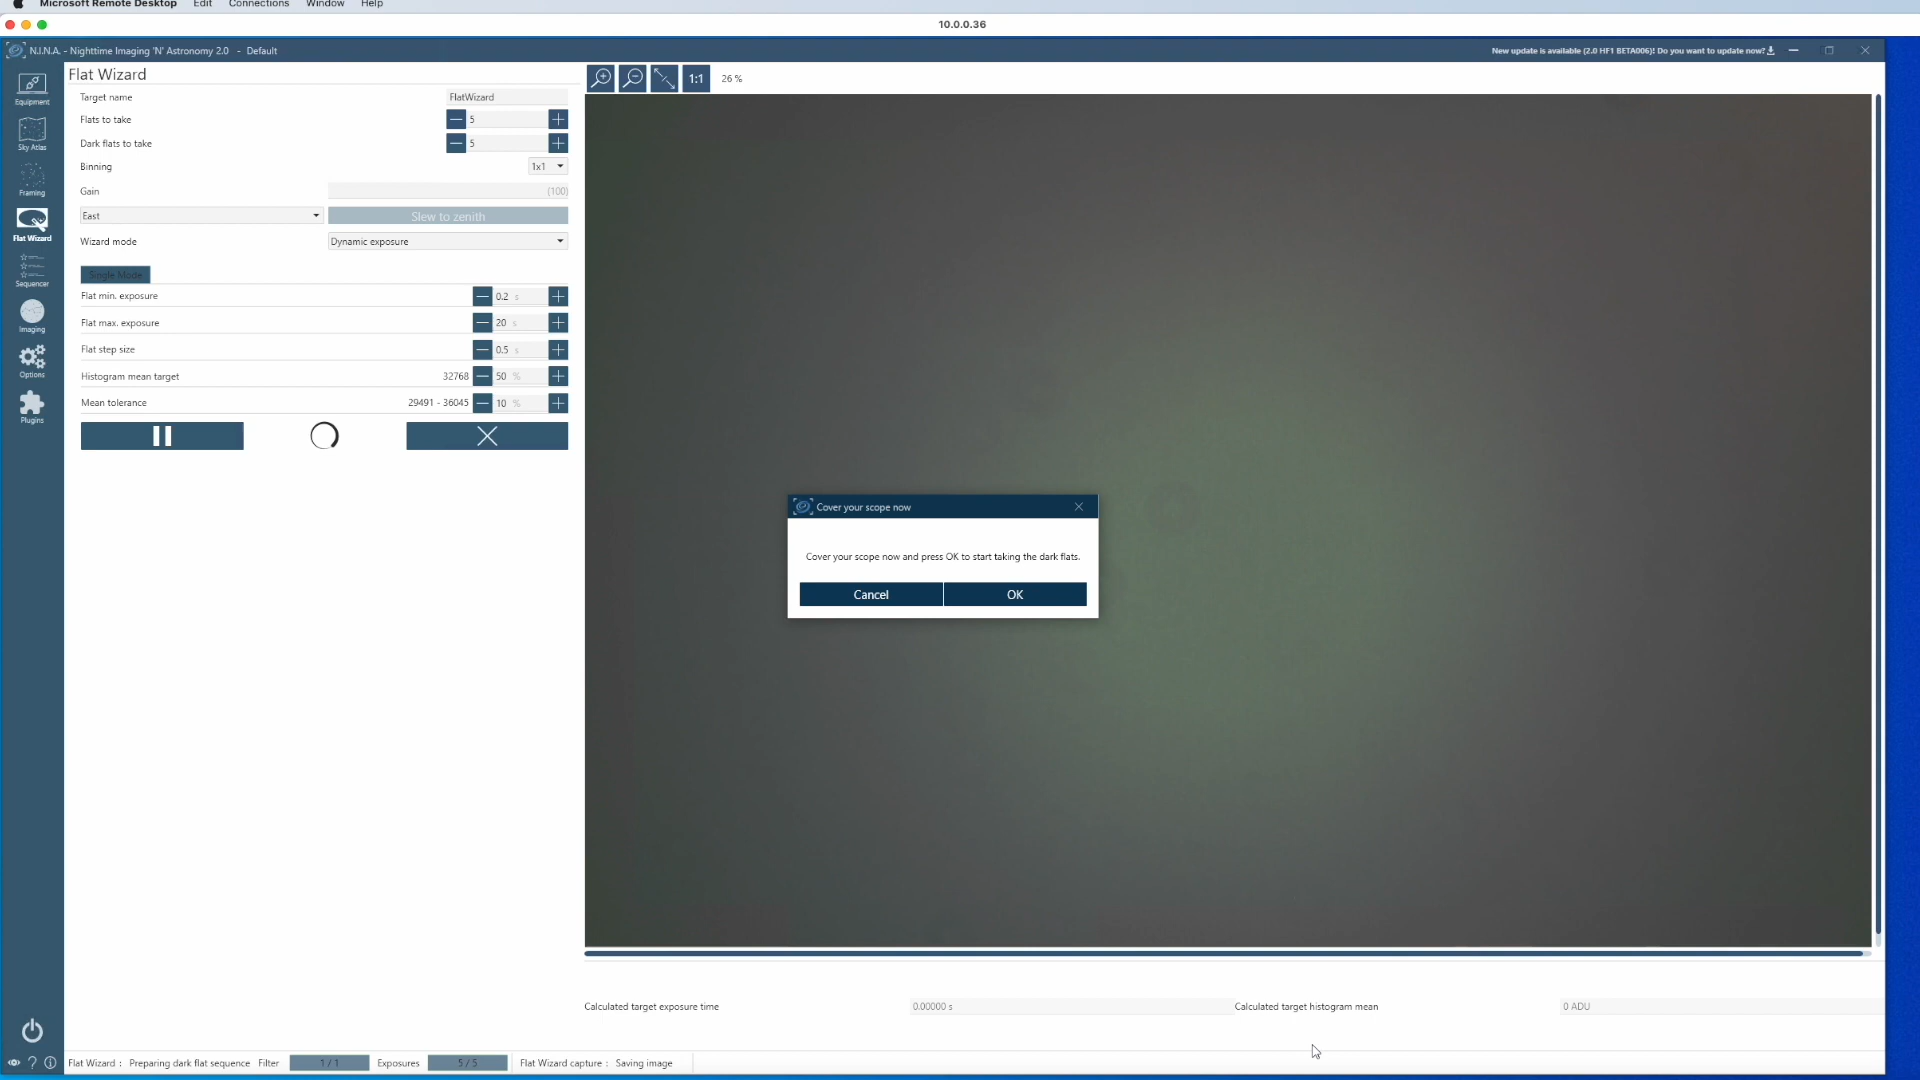 Microsoft Remote Desktop Edit Connections Window Help
10.0.0.36
N.I.N.A. - Nighttime Imaging 'N' Astronomy 2.0 - Default
New update is available (2.0 HF1 BETA006)! Do you want to update now?
Equipment
Sky Atlas
Framing
Flat Wizard
Sequencer
Imaging
Options
Plugins
Flat Wizard
Target name FlatWizard
Flats to take 5
Dark flats to take 5
Binning 1x1
Gain (100)
East Slew to zenith
Wizard mode Dynamic exposure
Single Mode
Flat min. exposure 0.2 s
Flat max. exposure 20 s
Flat step size 0.5 s
Histogram mean target 32768 50 %
Mean tolerance 29491 - 36045 10 %
1:1 26 %
Cover your scope now
Cover your scope now and press OK to start taking the dark flats.
Cancel OK
Calculated target exposure time 0.00000 s Calculated target histogram mean 0 ADU
Flat Wizard : Preparing dark flat sequence Filter 1 / 1 Exposures 5 / 5 Flat Wizard capture : Saving image